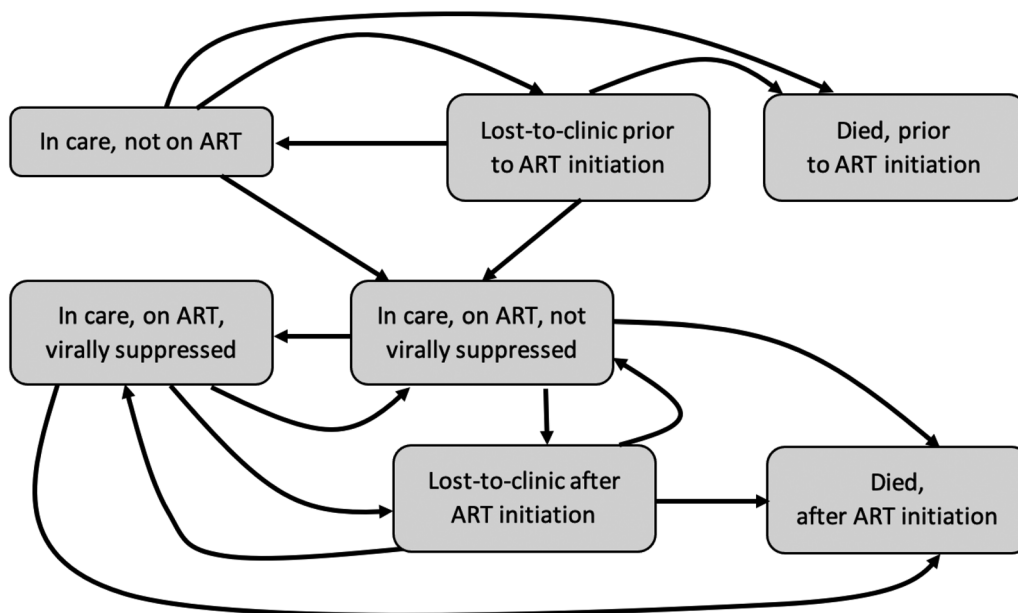 In care, not on ART
Lost-to-clinic prior
to ART initiation
Died, prior
to ART initiation
In care, on ART,
virally suppressed
In care, on ART, not
virally suppressed
Lost-to-clinic after
ART initiation
Died,
after ART initiation